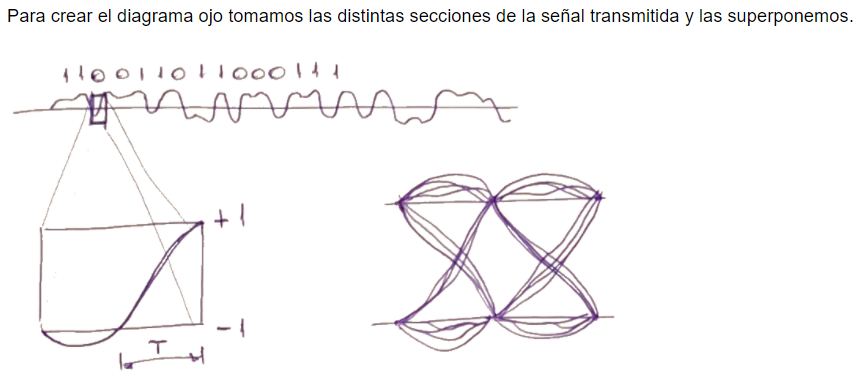 Para crear el diagrama ojo tomamos las distintas secciones de la señal transmitida y las superponemos.
110011011000111
+1
-1
T